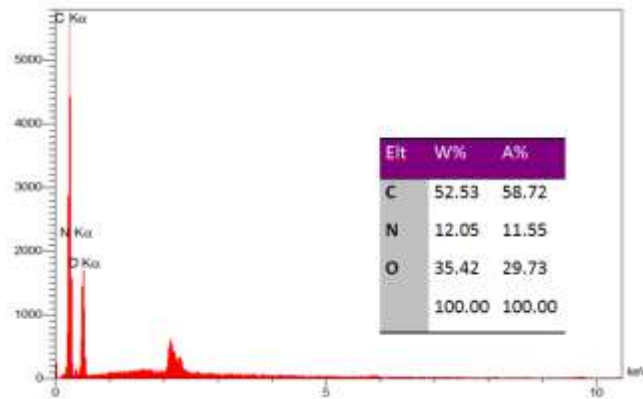 C Kα
5000
4000
3000
N Kα
2000
O Kα
1000
0
0
5
10
keV
Elt W% A%
C 52.53 58.72
N 12.05 11.55
O 35.42 29.73
100.00 100.00